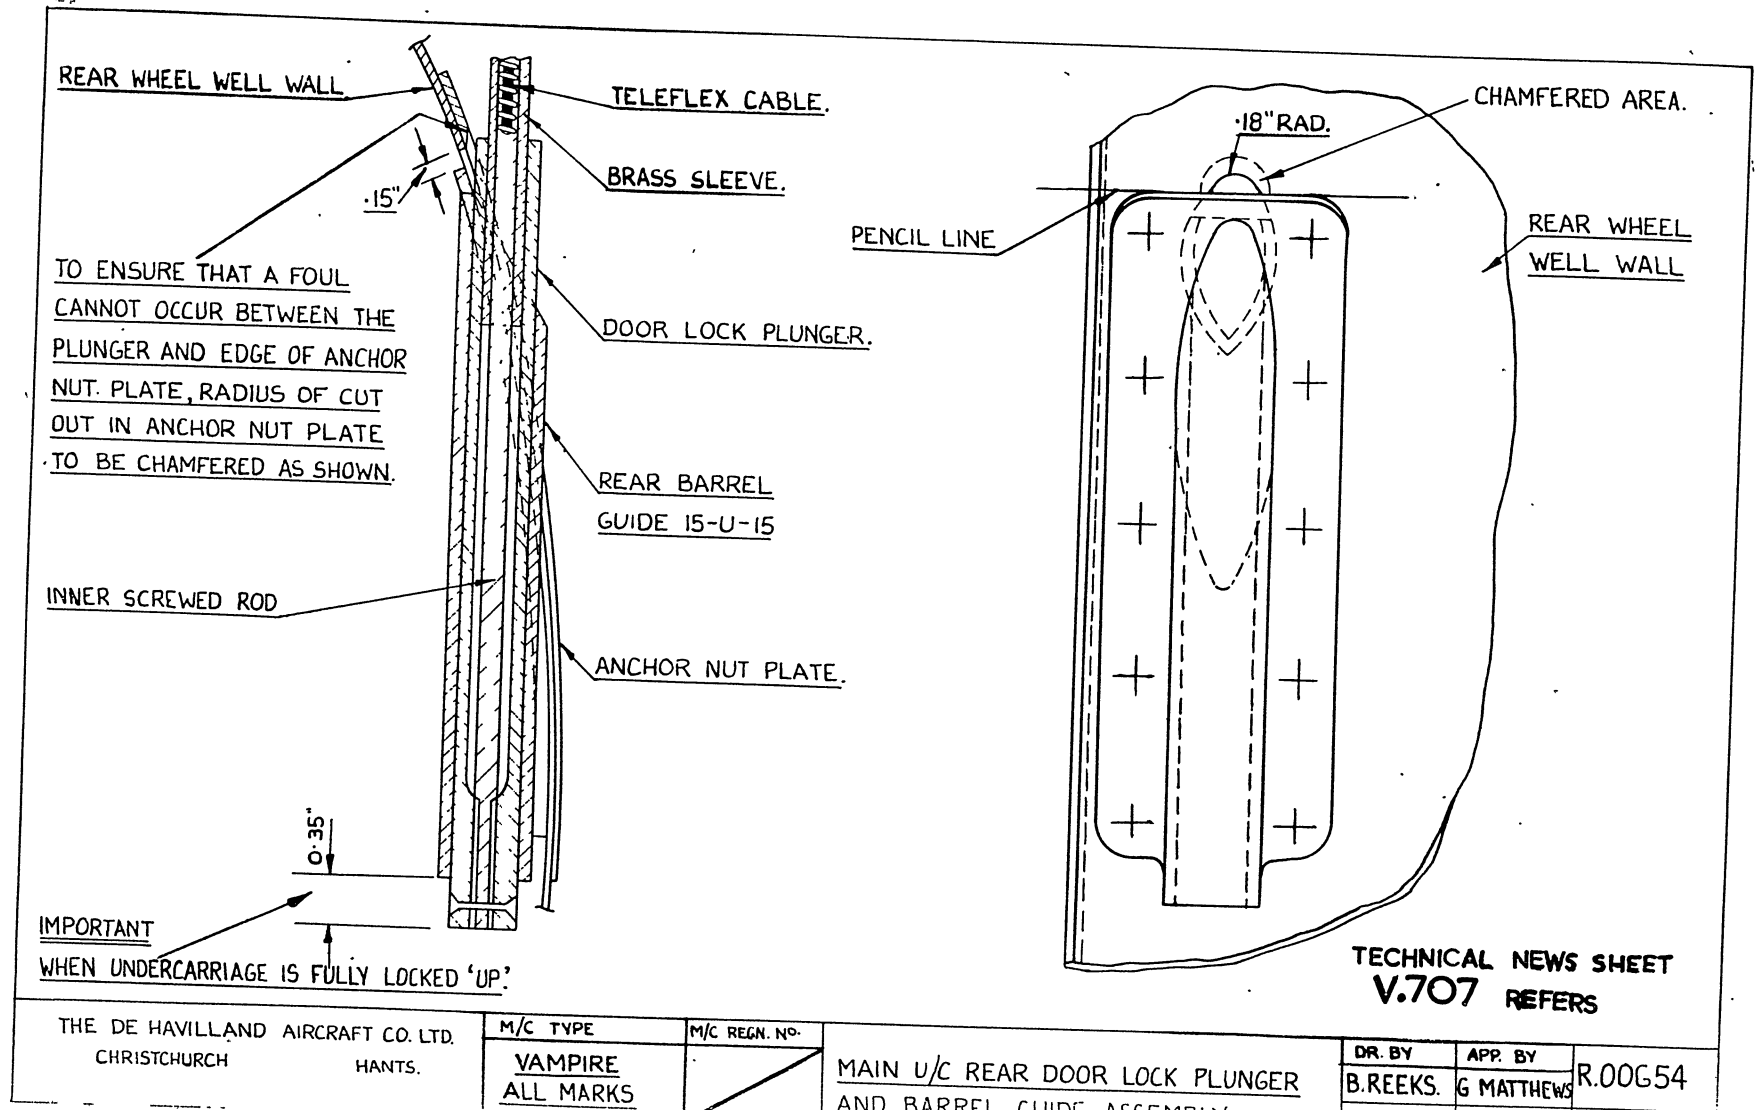 REAR WHEEL WELL WALL
TELEFLEX CABLE.
BRASS SLEEVE.
.15"
TO ENSURE THAT A FOUL
CANNOT OCCUR BETWEEN THE
PLUNGER AND EDGE OF ANCHOR
NUT. PLATE, RADIUS OF CUT
OUT IN ANCHOR NUT PLATE
TO BE CHAMFERED AS SHOWN.
DOOR LOCK PLUNGER.
REAR BARREL
GUIDE 15-U-15
INNER SCREWED ROD
ANCHOR NUT PLATE.
0.35"
IMPORTANT
WHEN UNDERCARRIAGE IS FULLY LOCKED 'UP'.
CHAMFERED AREA.
.18" RAD.
PENCIL LINE
REAR WHEEL
WELL WALL
TECHNICAL NEWS SHEET
V.707 REFERS
THE DE HAVILLAND AIRCRAFT CO. LTD.
CHRISTCHURCH HANTS.
M/C TYPE
VAMPIRE
ALL MARKS
M/C REGN. NO.
MAIN U/C REAR DOOR LOCK PLUNGER
AND BARREL GUIDE ASSEMBLY
DR. BY
B.REEKS.
APP. BY
G MATTHEWS
R.00G54